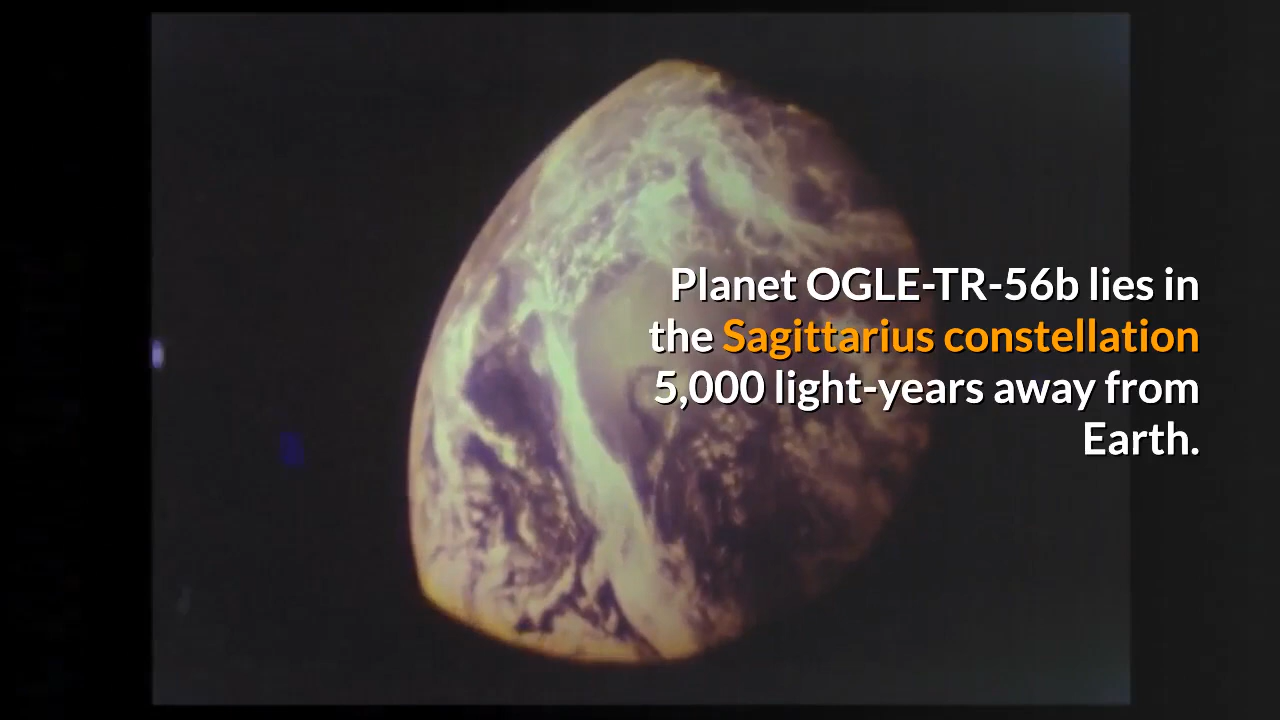 Planet OGLE-TR-56b lies in
the Sagittarius constellation
5,000 light-years away from
Earth.